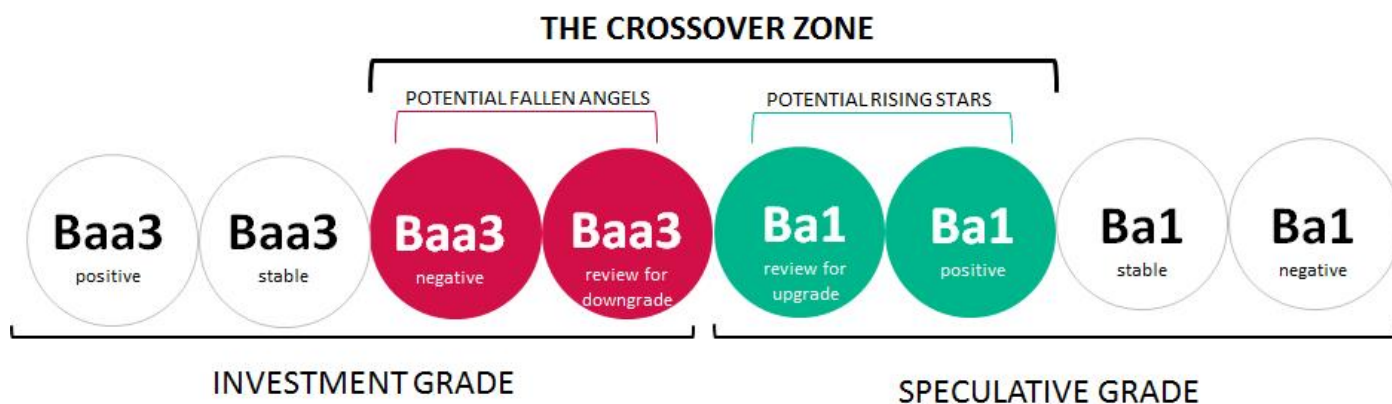 THE CROSSOVER ZONE
POTENTIAL FALLEN ANGELS
POTENTIAL RISING STARS
Baa3
positive
Baa3
stable
Baa3
negative
Baa3
review for
downgrade
Ba1
review for
upgrade
Ba1
positive
Ba1
stable
Ba1
negative
INVESTMENT GRADE
SPECULATIVE GRADE